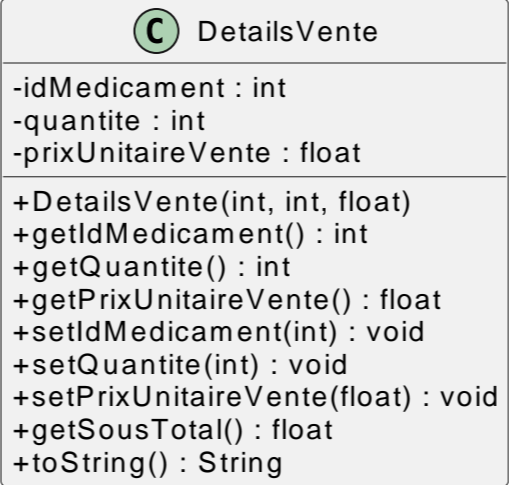 C DetailsVente
-idMedicament : int
-quantite : int
-prixUnitaireVente : float
+DetailsVente(int, int, float)
+getIdMedicament() : int
+getQuantite() : int
+getPrixUnitaireVente() : float
+setIdMedicament(int) : void
+setQuantite(int) : void
+setPrixUnitaireVente(float) : void
+getSousTotal() : float
+toString() : String